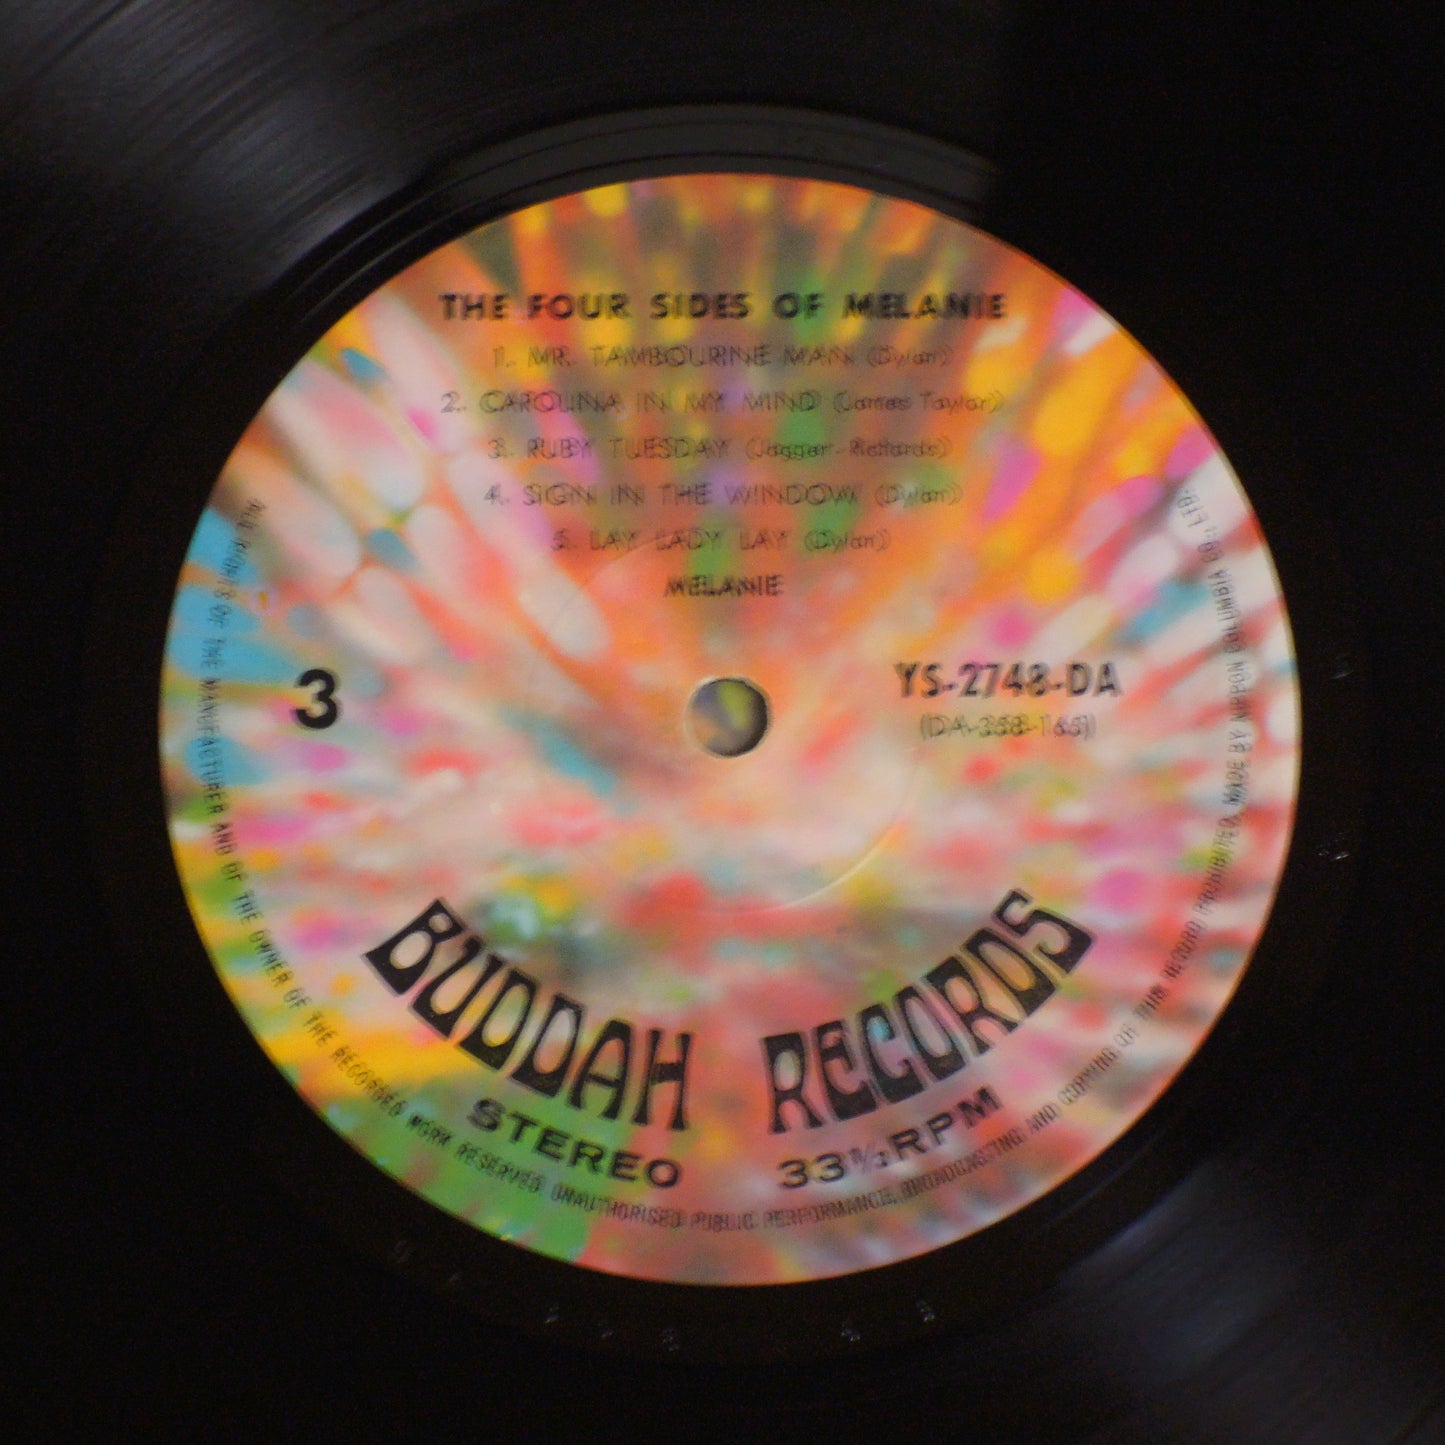 THE FOUR SIDES OF MELANIE
1. MR. TAMBOURINE MAN (Dylan)
2. CAROLINA IN MY MIND (James Taylor)
3. RUBY TUESDAY (Jagger-Richards)
4. SIGN IN THE WINDOW (Dylan)
5. LAY LADY LAY (Dylan)
MELANIE
3
YS-2748-DA
BUDDAH RECORDS
STEREO 33⅓RPM
ALL RIGHTS OF THE MANUFACTURER AND OF THE OWNER OF THE RECORDED WORK RESERVED UNAUTHORISED PUBLIC PERFORMANCE, BROADCASTING AND COPYING OF THIS RECORD PROHIBITED. MADE BY NIPPON COLUMBIA CO., LTD.